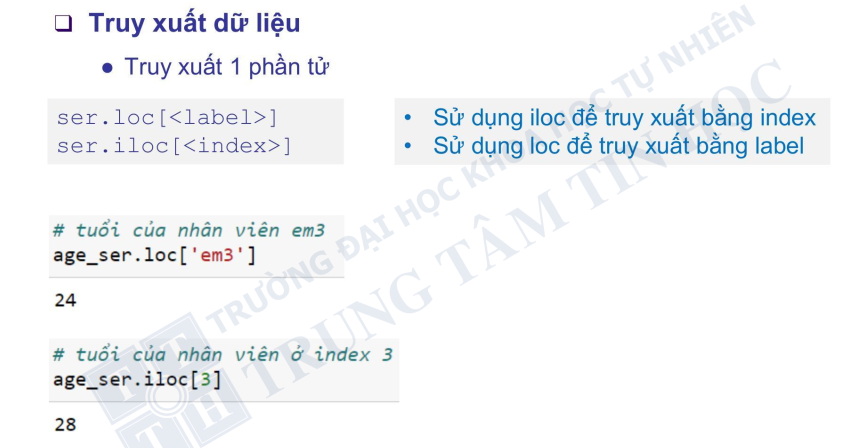 ❑ Truy xuất dữ liệu
● Truy xuất 1 phần tử
ser.loc[<label>]
ser.iloc[<index>]
• Sử dụng iloc để truy xuất bằng index
• Sử dụng loc để truy xuất bằng label
# tuổi của nhân viên em3
age_ser.loc['em3']
24
# tuổi của nhân viên ở index 3
age_ser.iloc[3]
28
TRƯỜNG ĐẠI HỌC KHOA HỌC TỰ NHIÊN
TRUNG TÂM TIN HỌC